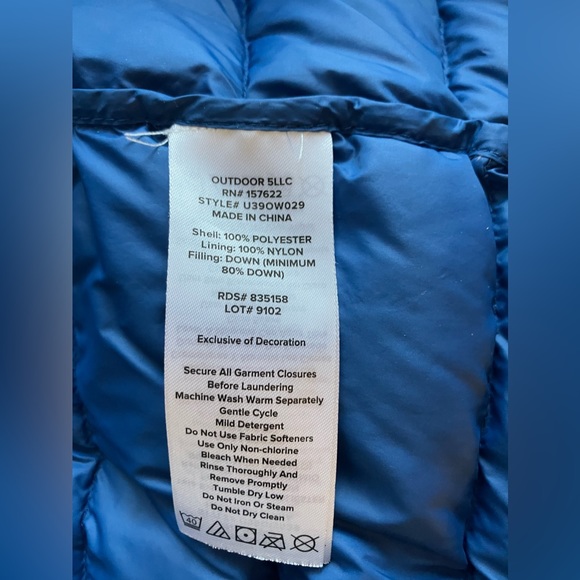 OUTDOOR 5LLC
RN# 157622
STYLE# U39OW029
MADE IN CHINA
Shell: 100% POLYESTER
Lining: 100% NYLON
Filling: DOWN (MINIMUM
80% DOWN)
RDS# 835158
LOT# 9102
Exclusive of Decoration
Secure All Garment Closures
Before Laundering
Machine Wash Warm Separately
Gentle Cycle
Mild Detergent
Do Not Use Fabric Softeners
Use Only Non-chlorine
Bleach When Needed
Rinse Thoroughly And
Remove Promptly
Tumble Dry Low
Do Not Iron or Steam
Do Not Dry Clean
40